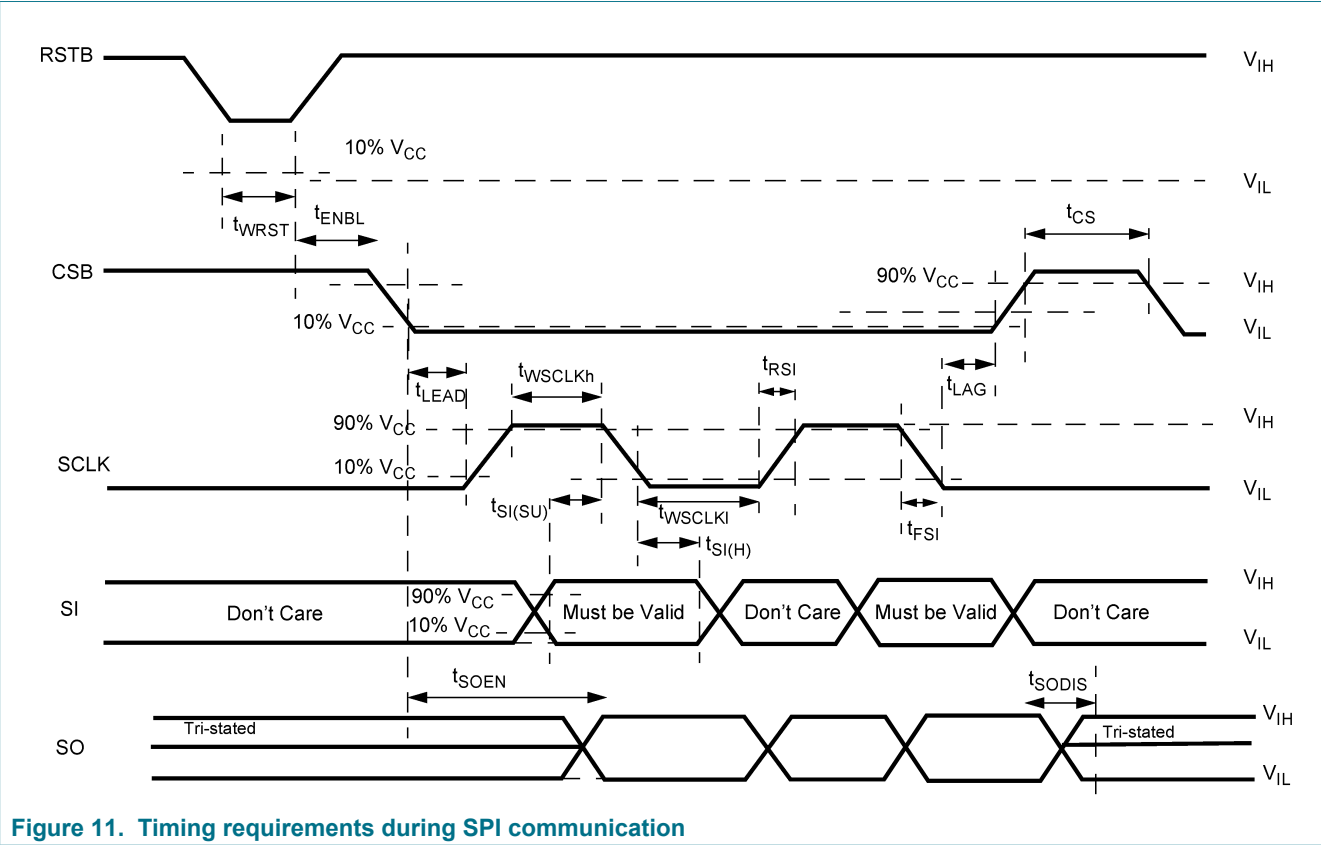 RSTB
VIH
10% VCC
VIL
tWRST
tENBL
tCS
CSB
90% VCC
VIH
10% VCC
VIL
tLEAD
tWSCLKh
tRSI
tLAG
90% VCC
VIH
SCLK
10% VCC
VIL
tSI(SU)
tWSCLKl
tFSI
tSI(H)
SI
VIH
90% VCC
Don't Care
Must be Valid
Don't Care
Must be Valid
Don't Care
10% VCC
VIL
tSOEN
tSODIS
SO
VIH
Tri-stated
Tri-stated
VIL
Figure 11. Timing requirements during SPI communication